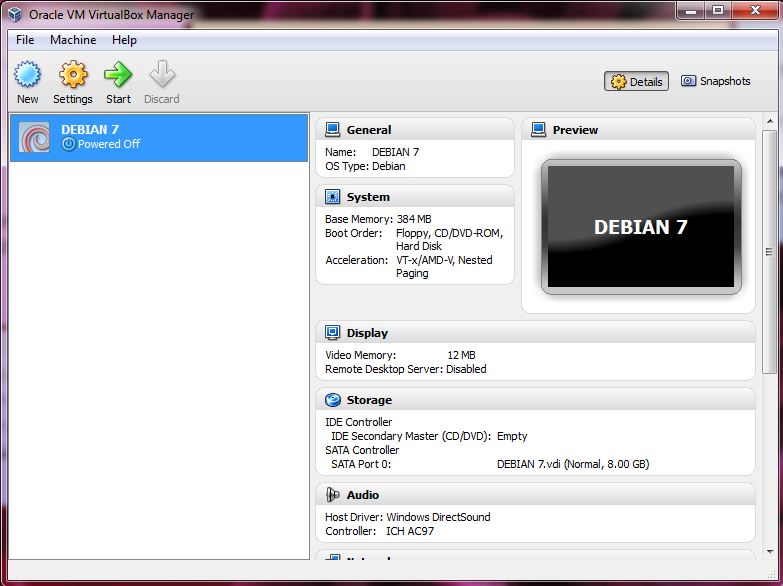 Oracle VM VirtualBox Manager
File Machine Help
New Settings Start Discard
Details Snapshots
DEBIAN 7
Powered Off
General
Name: DEBIAN 7
OS Type: Debian
System
Base Memory: 384 MB
Boot Order: Floppy, CD/DVD-ROM,
Hard Disk
Acceleration: VT-x/AMD-V, Nested
Paging
Preview
DEBIAN 7
Display
Video Memory: 12 MB
Remote Desktop Server: Disabled
Storage
IDE Controller
IDE Secondary Master (CD/DVD): Empty
SATA Controller
SATA Port 0: DEBIAN 7.vdi (Normal, 8.00 GB)
Audio
Host Driver: Windows DirectSound
Controller: ICH AC97